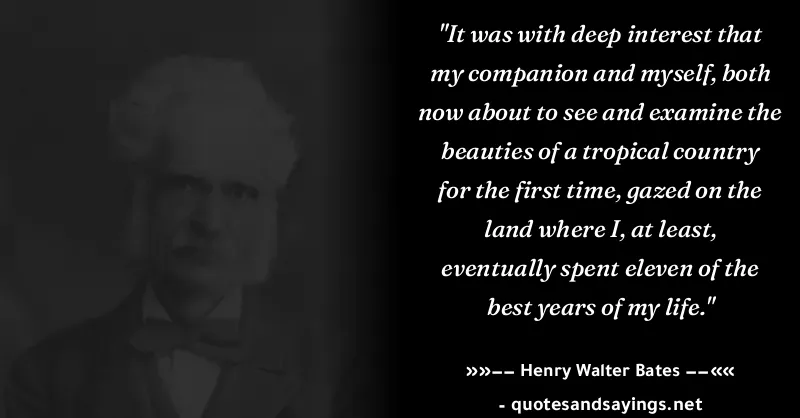 "It was with deep interest that
my companion and myself, both
now about to see and examine the
beauties of a tropical country
for the first time, gazed on the
land where I, at least,
eventually spent eleven of the
best years of my life."
»»—— Henry Walter Bates ——««
- quotesandsayings.net